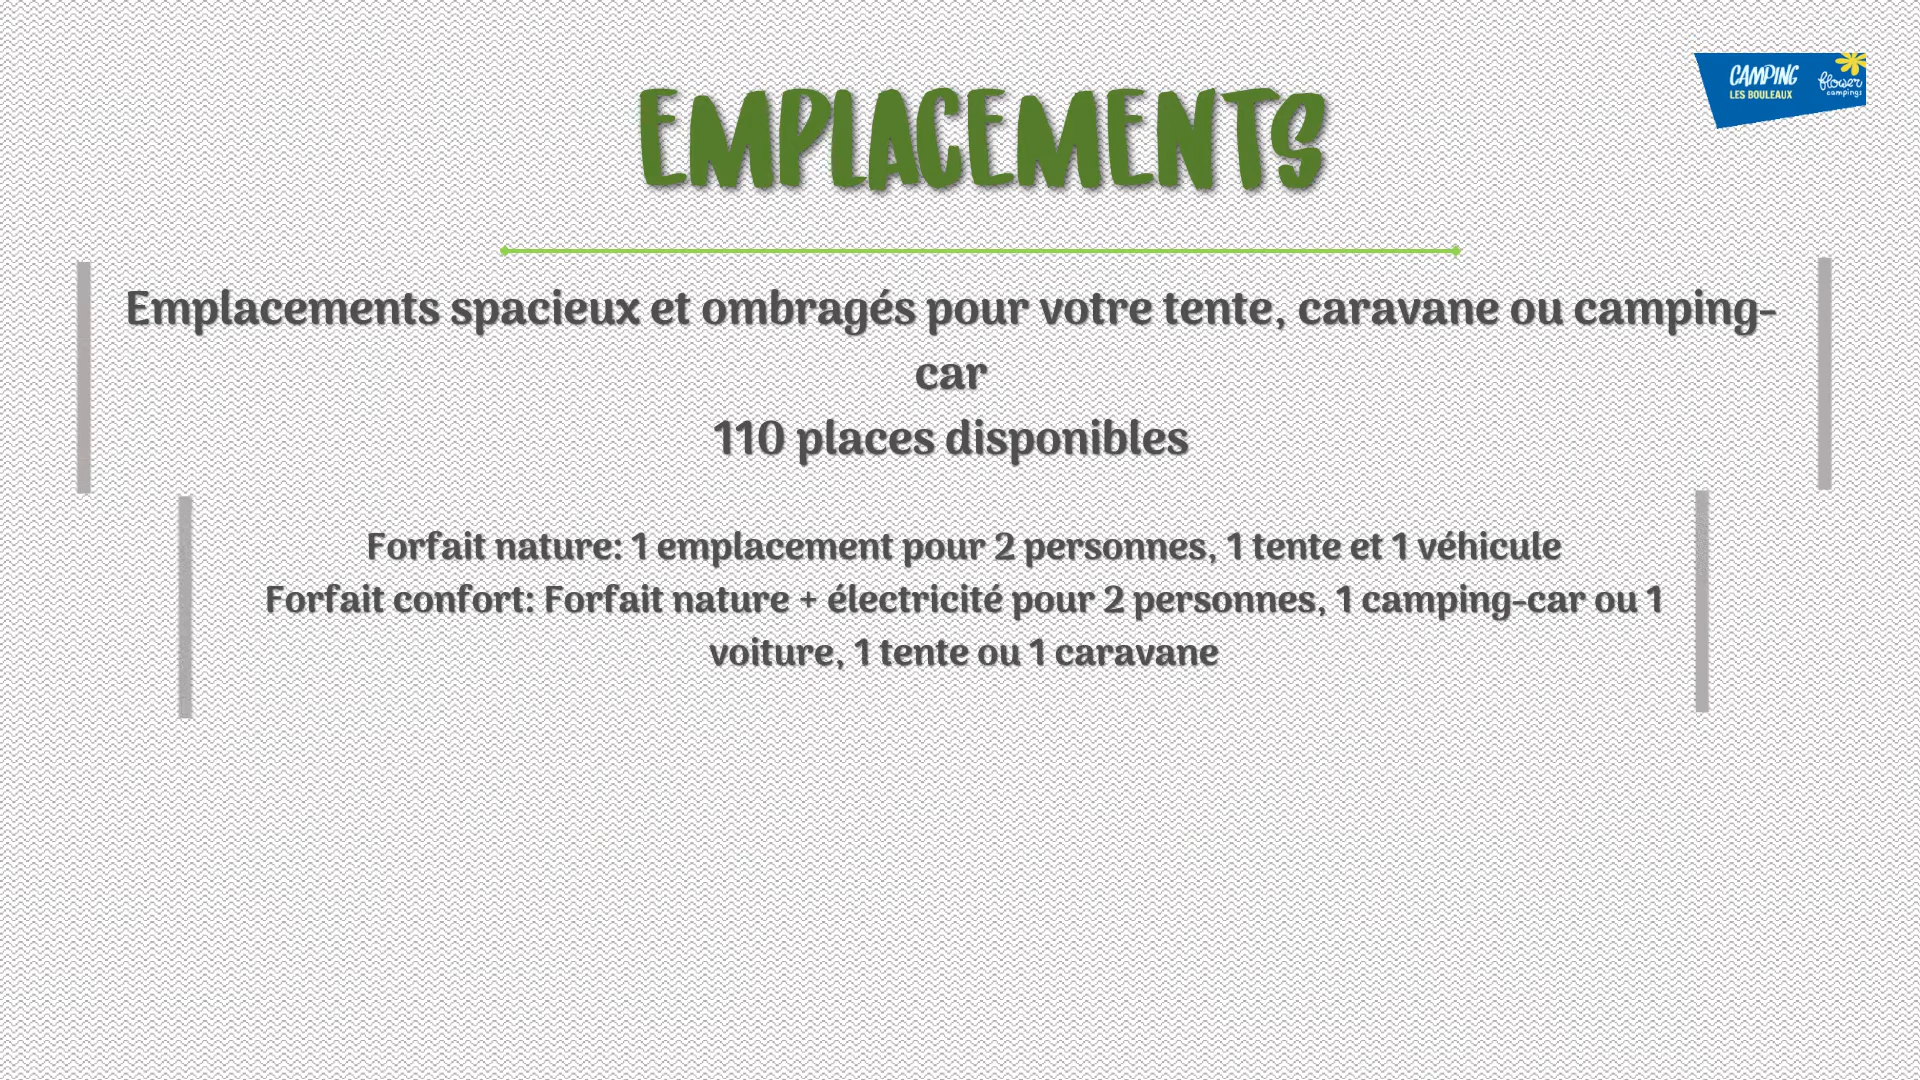 CAMPING
LES BOULEAUX
flower
campings
EMPLACEMENTS
Emplacements spacieux et ombragés pour votre tente, caravane ou camping-
car
110 places disponibles
Forfait nature: 1 emplacement pour 2 personnes, 1 tente et 1 véhicule
Forfait confort: Forfait nature + électricité pour 2 personnes, 1 camping-car ou 1
voiture, 1 tente ou 1 caravane